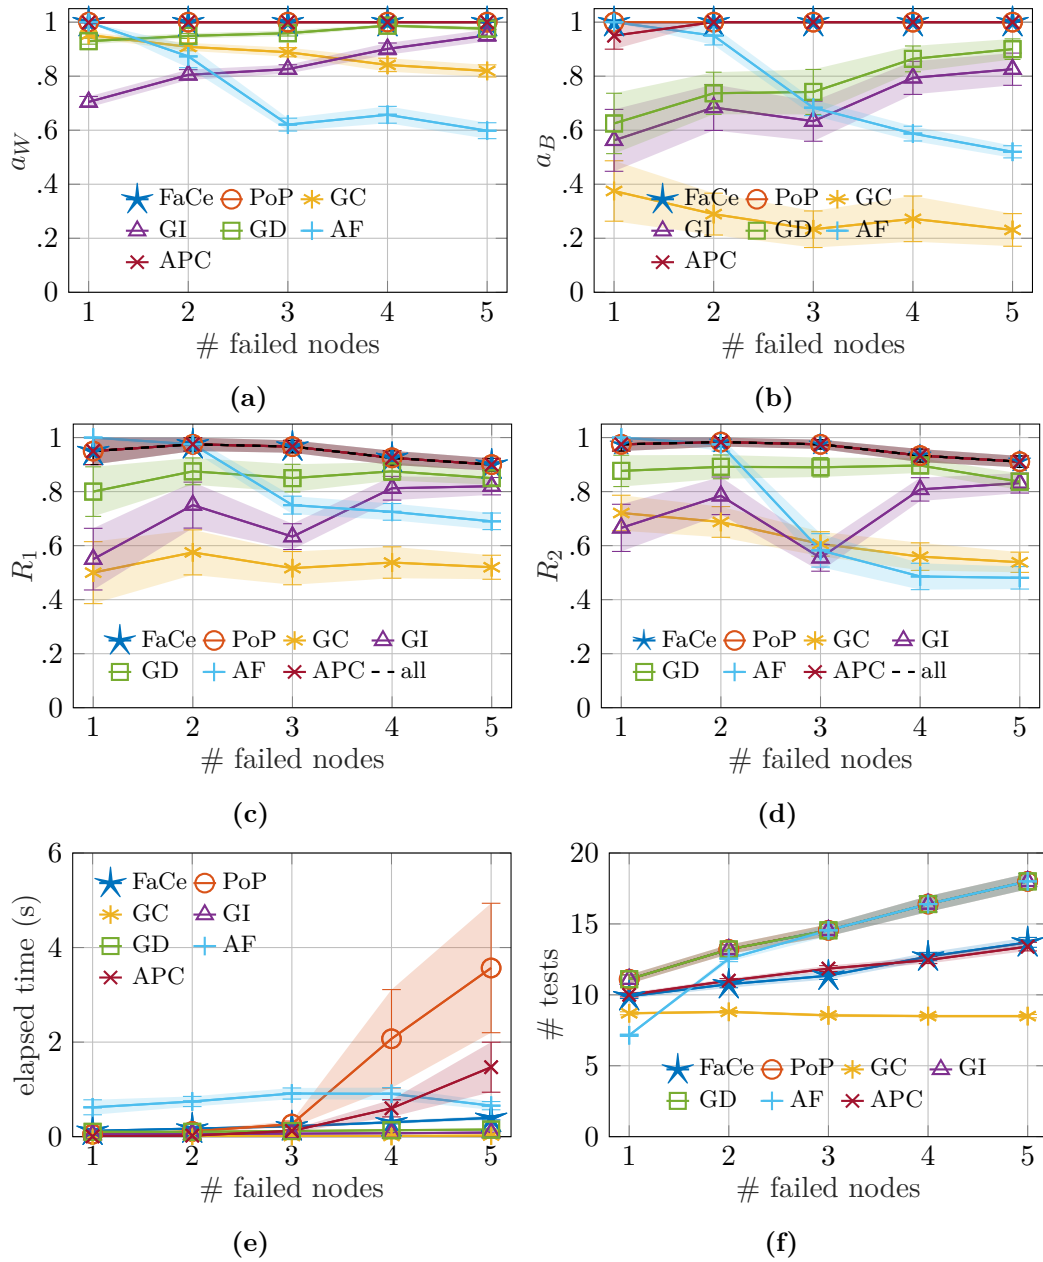 1
.8
.6
.4
.2
0
a_W
FaCe PoP GC
GI GD AF
APC
1 2 3 4 5
# failed nodes
(a)
1
.8
.6
.4
.2
0
a_B
FaCe PoP GC
GI GD AF
APC
1 2 3 4 5
# failed nodes
(b)
1
.8
.6
.4
.2
0
R_1
FaCe PoP GC GI
GD AF APC all
1 2 3 4 5
# failed nodes
(c)
1
.8
.6
.4
.2
0
R_2
FaCe PoP GC GI
GD AF APC all
1 2 3 4 5
# failed nodes
(d)
6
4
2
0
elapsed time (s)
FaCe PoP
GC GI
GD AF
APC
1 2 3 4 5
# failed nodes
(e)
20
15
10
5
0
# tests
FaCe PoP GC GI
GD AF APC
1 2 3 4 5
# failed nodes
(f)